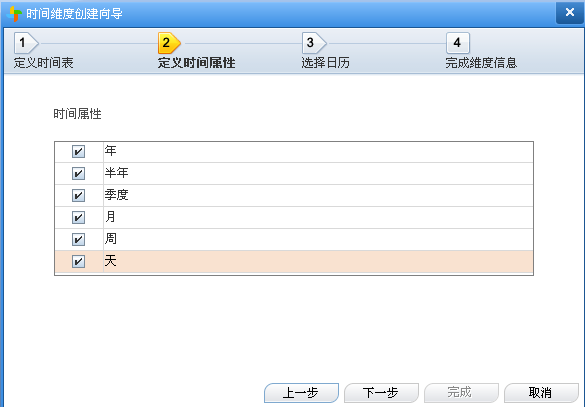 时间维度创建向导
1 2 3 4
定义时间表 定义时间属性 选择日历 完成维度信息
时间属性
年
半年
季度
月
周
天
上一步 下一步 完成 取消